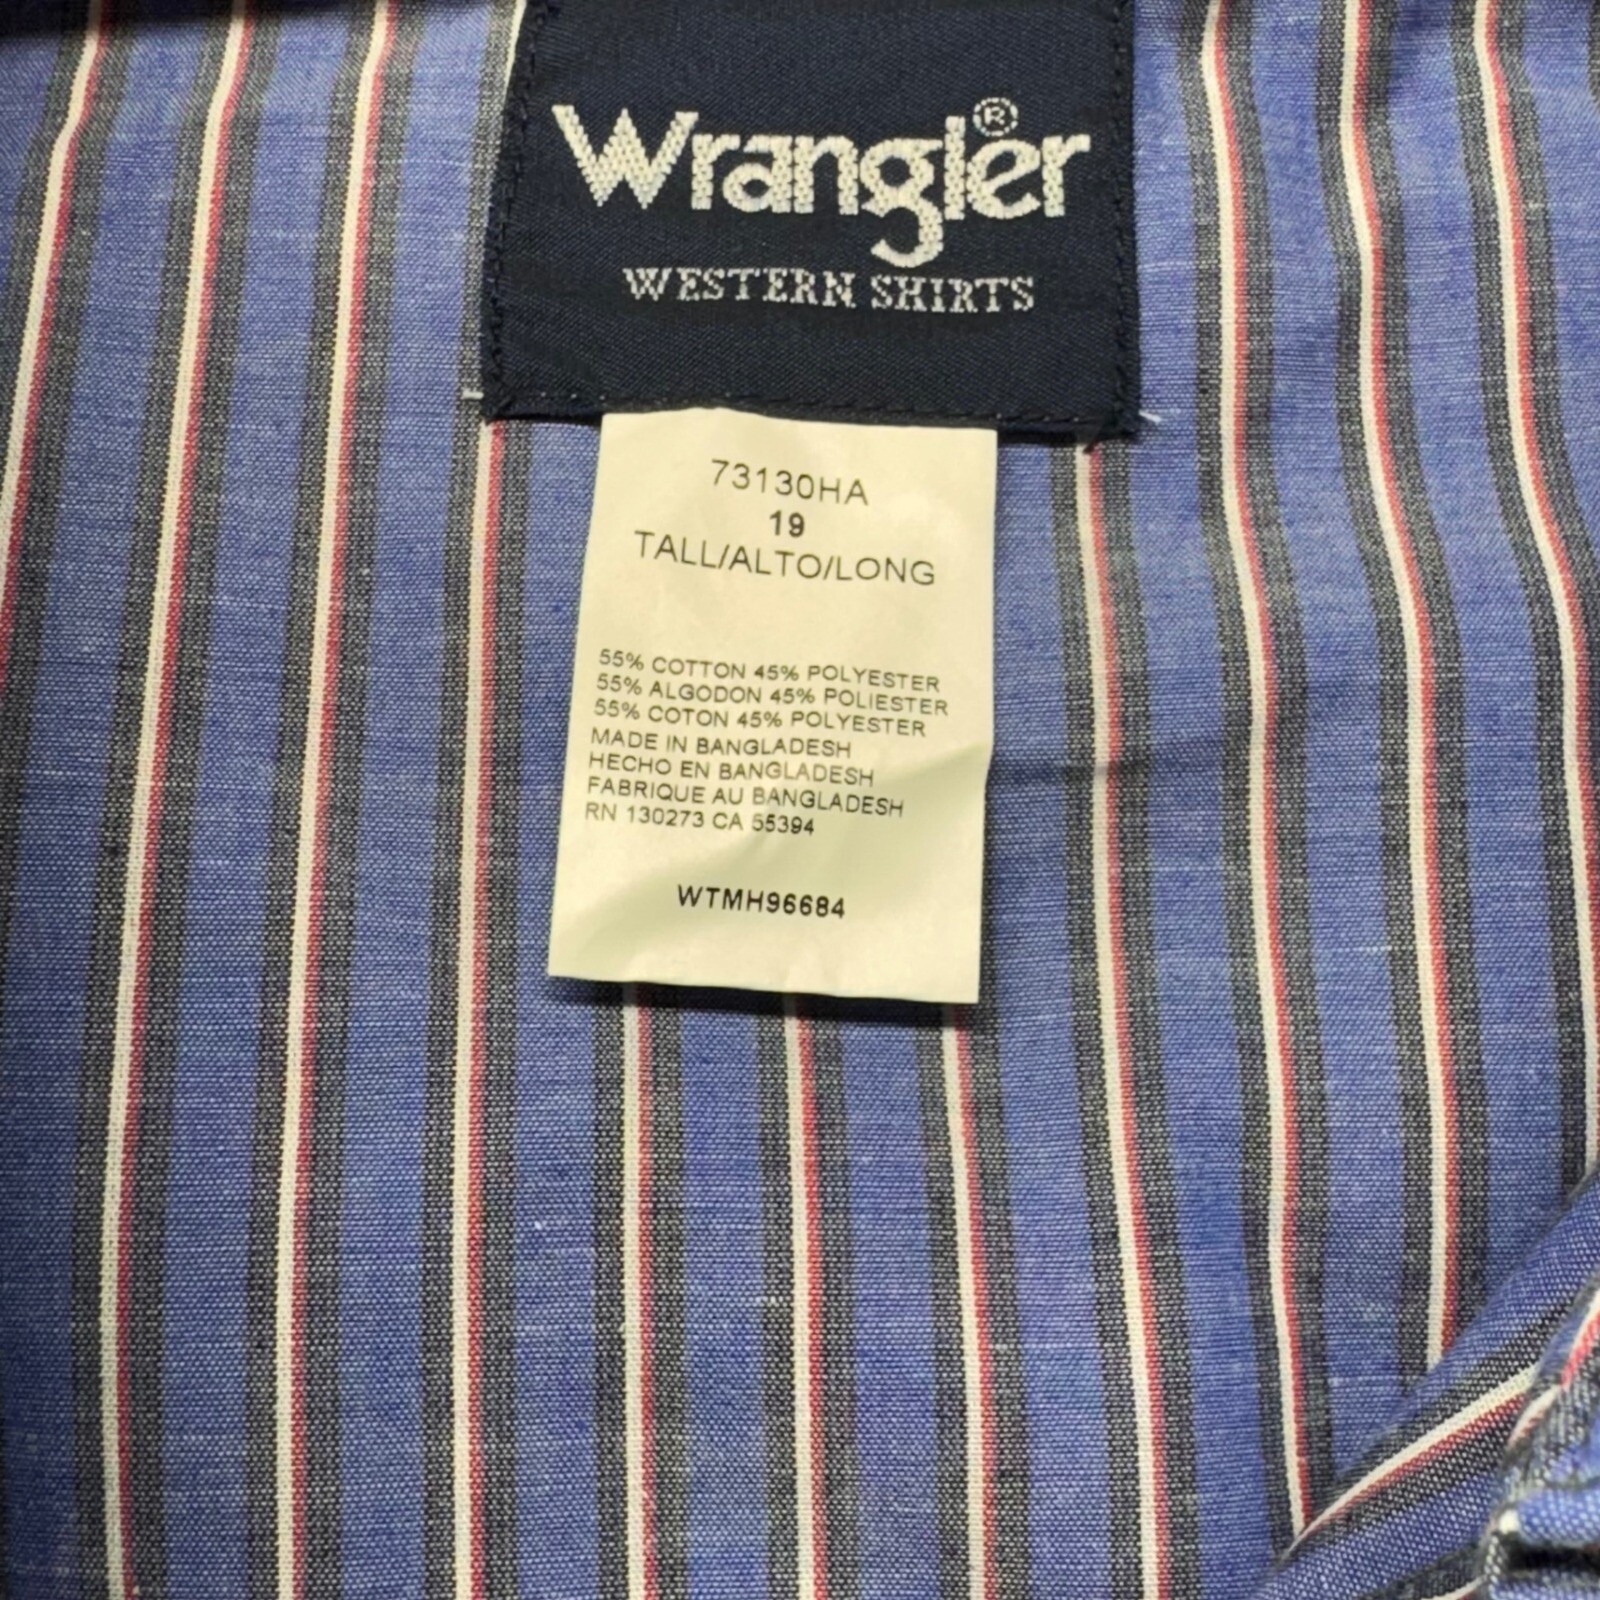 Wrangler®
WESTERN SHIRTS
73130HA
19
TALL/ALTO/LONG
55% COTTON 45% POLYESTER
55% ALGODON 45% POLIESTER
55% COTON 45% POLYESTER
MADE IN BANGLADESH
HECHO EN BANGLADESH
FABRIQUE AU BANGLADESH
RN 130273 CA 55394
WTMH96684